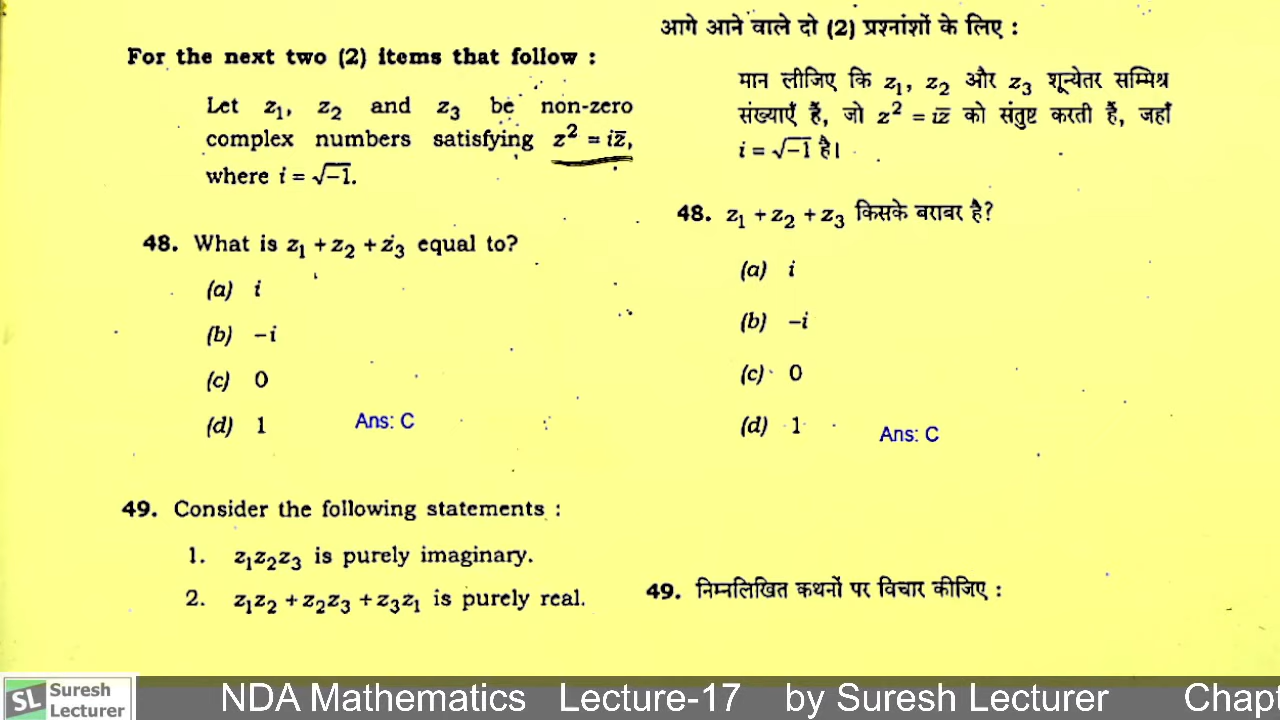 For the next two (2) items that follow :
Let z₁, z₂ and z₃ be non-zero
complex numbers satisfying z² = iz̅,
where i = √−1.
48. What is z₁ + z₂ + z₃ equal to?
(a) i
(b) −i
(c) 0
(d) 1
Ans: C
49. Consider the following statements :
1. z₁z₂z₃ is purely imaginary.
2. z₁z₂ + z₂z₃ + z₃z₁ is purely real.
आगे आने वाले दो (2) प्रश्नांशों के लिए :
मान लीजिए कि z₁, z₂ और z₃ शून्येतर सम्मिश्र
संख्याएँ हैं, जो z² = iz̅ को संतुष्ट करती हैं, जहाँ
i = √−1 है।
48. z₁ + z₂ + z₃ किसके बराबर है?
(a) i
(b) −i
(c) 0
(d) 1
Ans: C
49. निम्नलिखित कथनों पर विचार कीजिए :
SL Suresh
Lecturer
NDA Mathematics Lecture-17 by Suresh Lecturer Chap